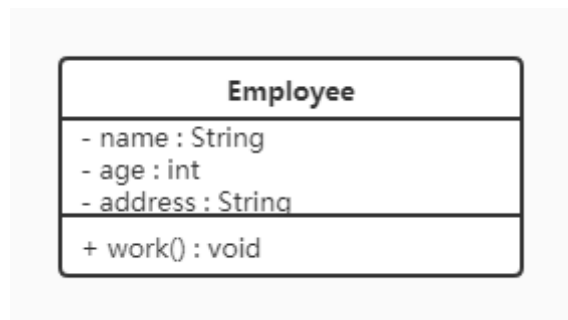 Employee
- name : String
- age : int
- address : String
+ work() : void